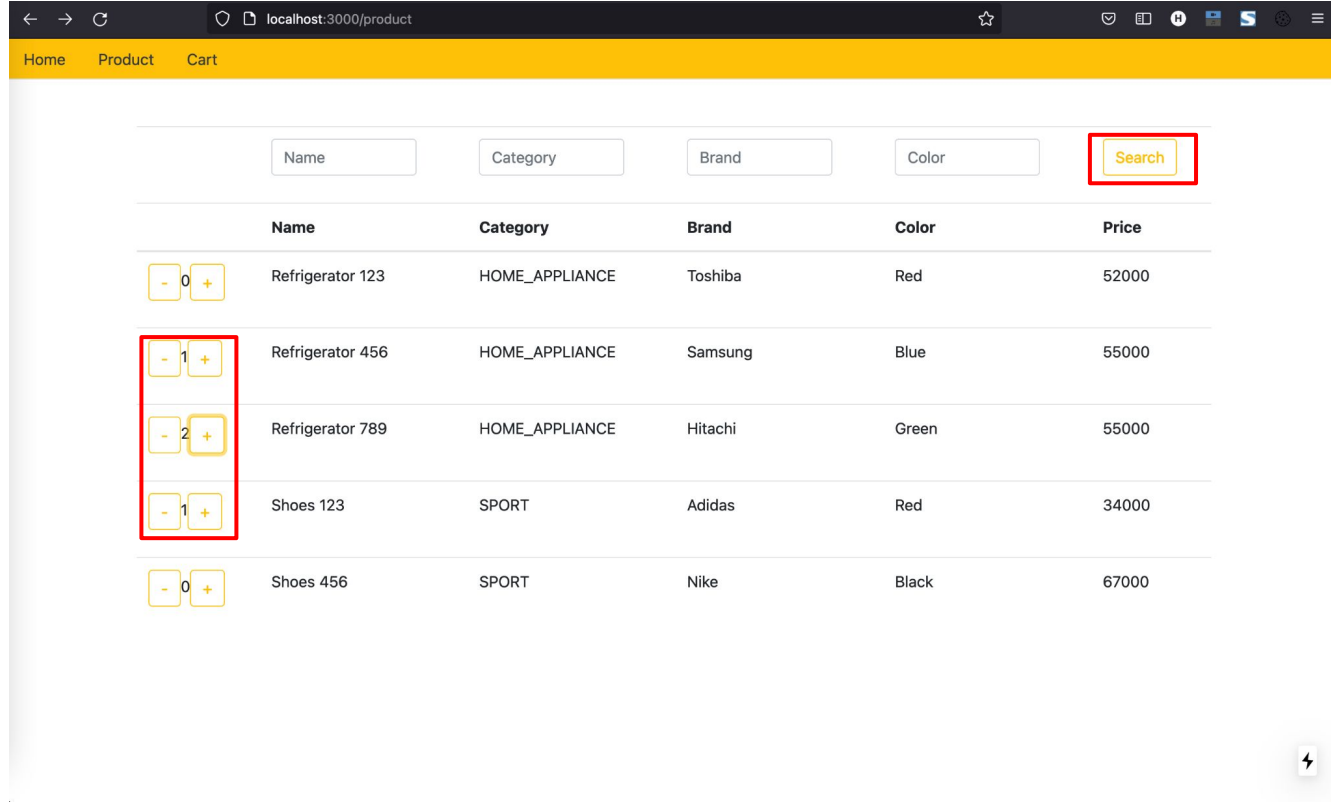 localhost:3000/product
H
S
Home Product Cart
Name Category Brand Color Search
Name Category Brand Color Price
- 0 + Refrigerator 123 HOME_APPLIANCE Toshiba Red 52000
- 1 + Refrigerator 456 HOME_APPLIANCE Samsung Blue 55000
- 2 + Refrigerator 789 HOME_APPLIANCE Hitachi Green 55000
- 1 + Shoes 123 SPORT Adidas Red 34000
- 0 + Shoes 456 SPORT Nike Black 67000